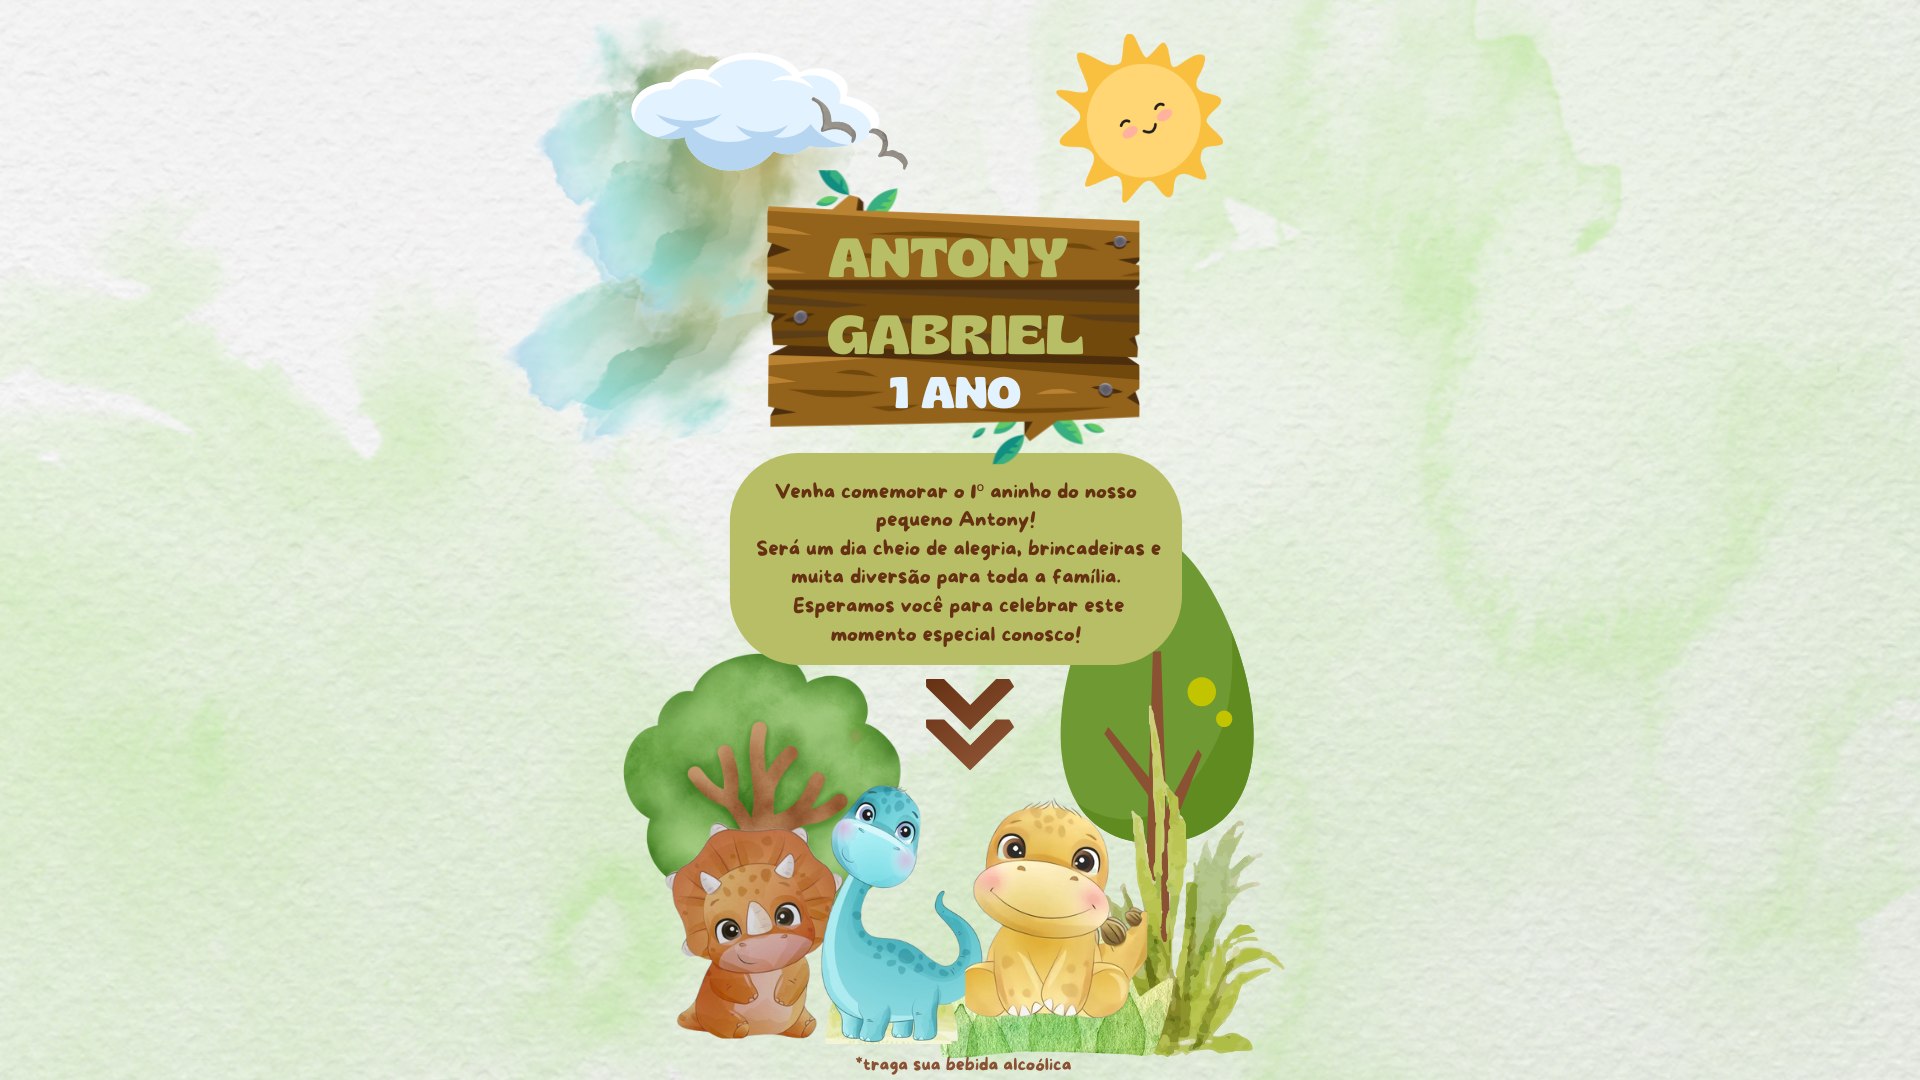 ANTONY
GABRIEL
1 ANO
Venha comemorar o 1º aninho do nosso
pequeno Antony!
Será um dia cheio de alegria, brincadeiras e
muita diversão para toda a família.
Esperamos você para celebrar este
momento especial conosco!
*traga sua bebida alcoólica